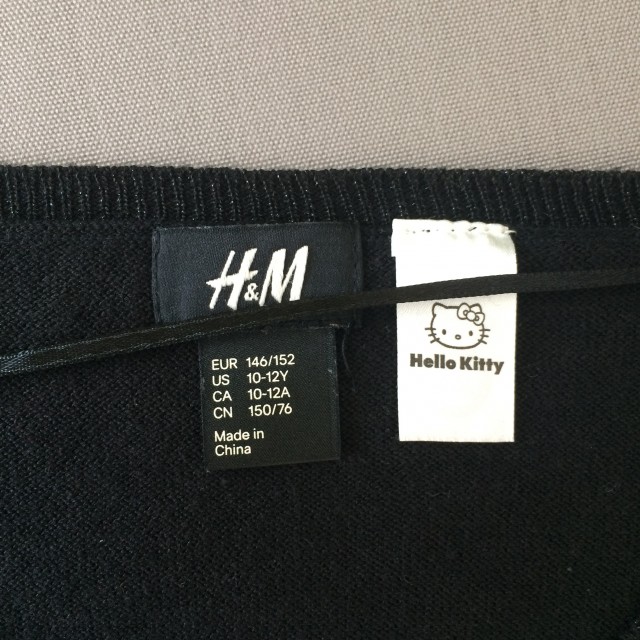 H&M
EUR 146/152
US 10-12Y
CA 10-12A
CN 150/76
Made in
China
Hello Kitty